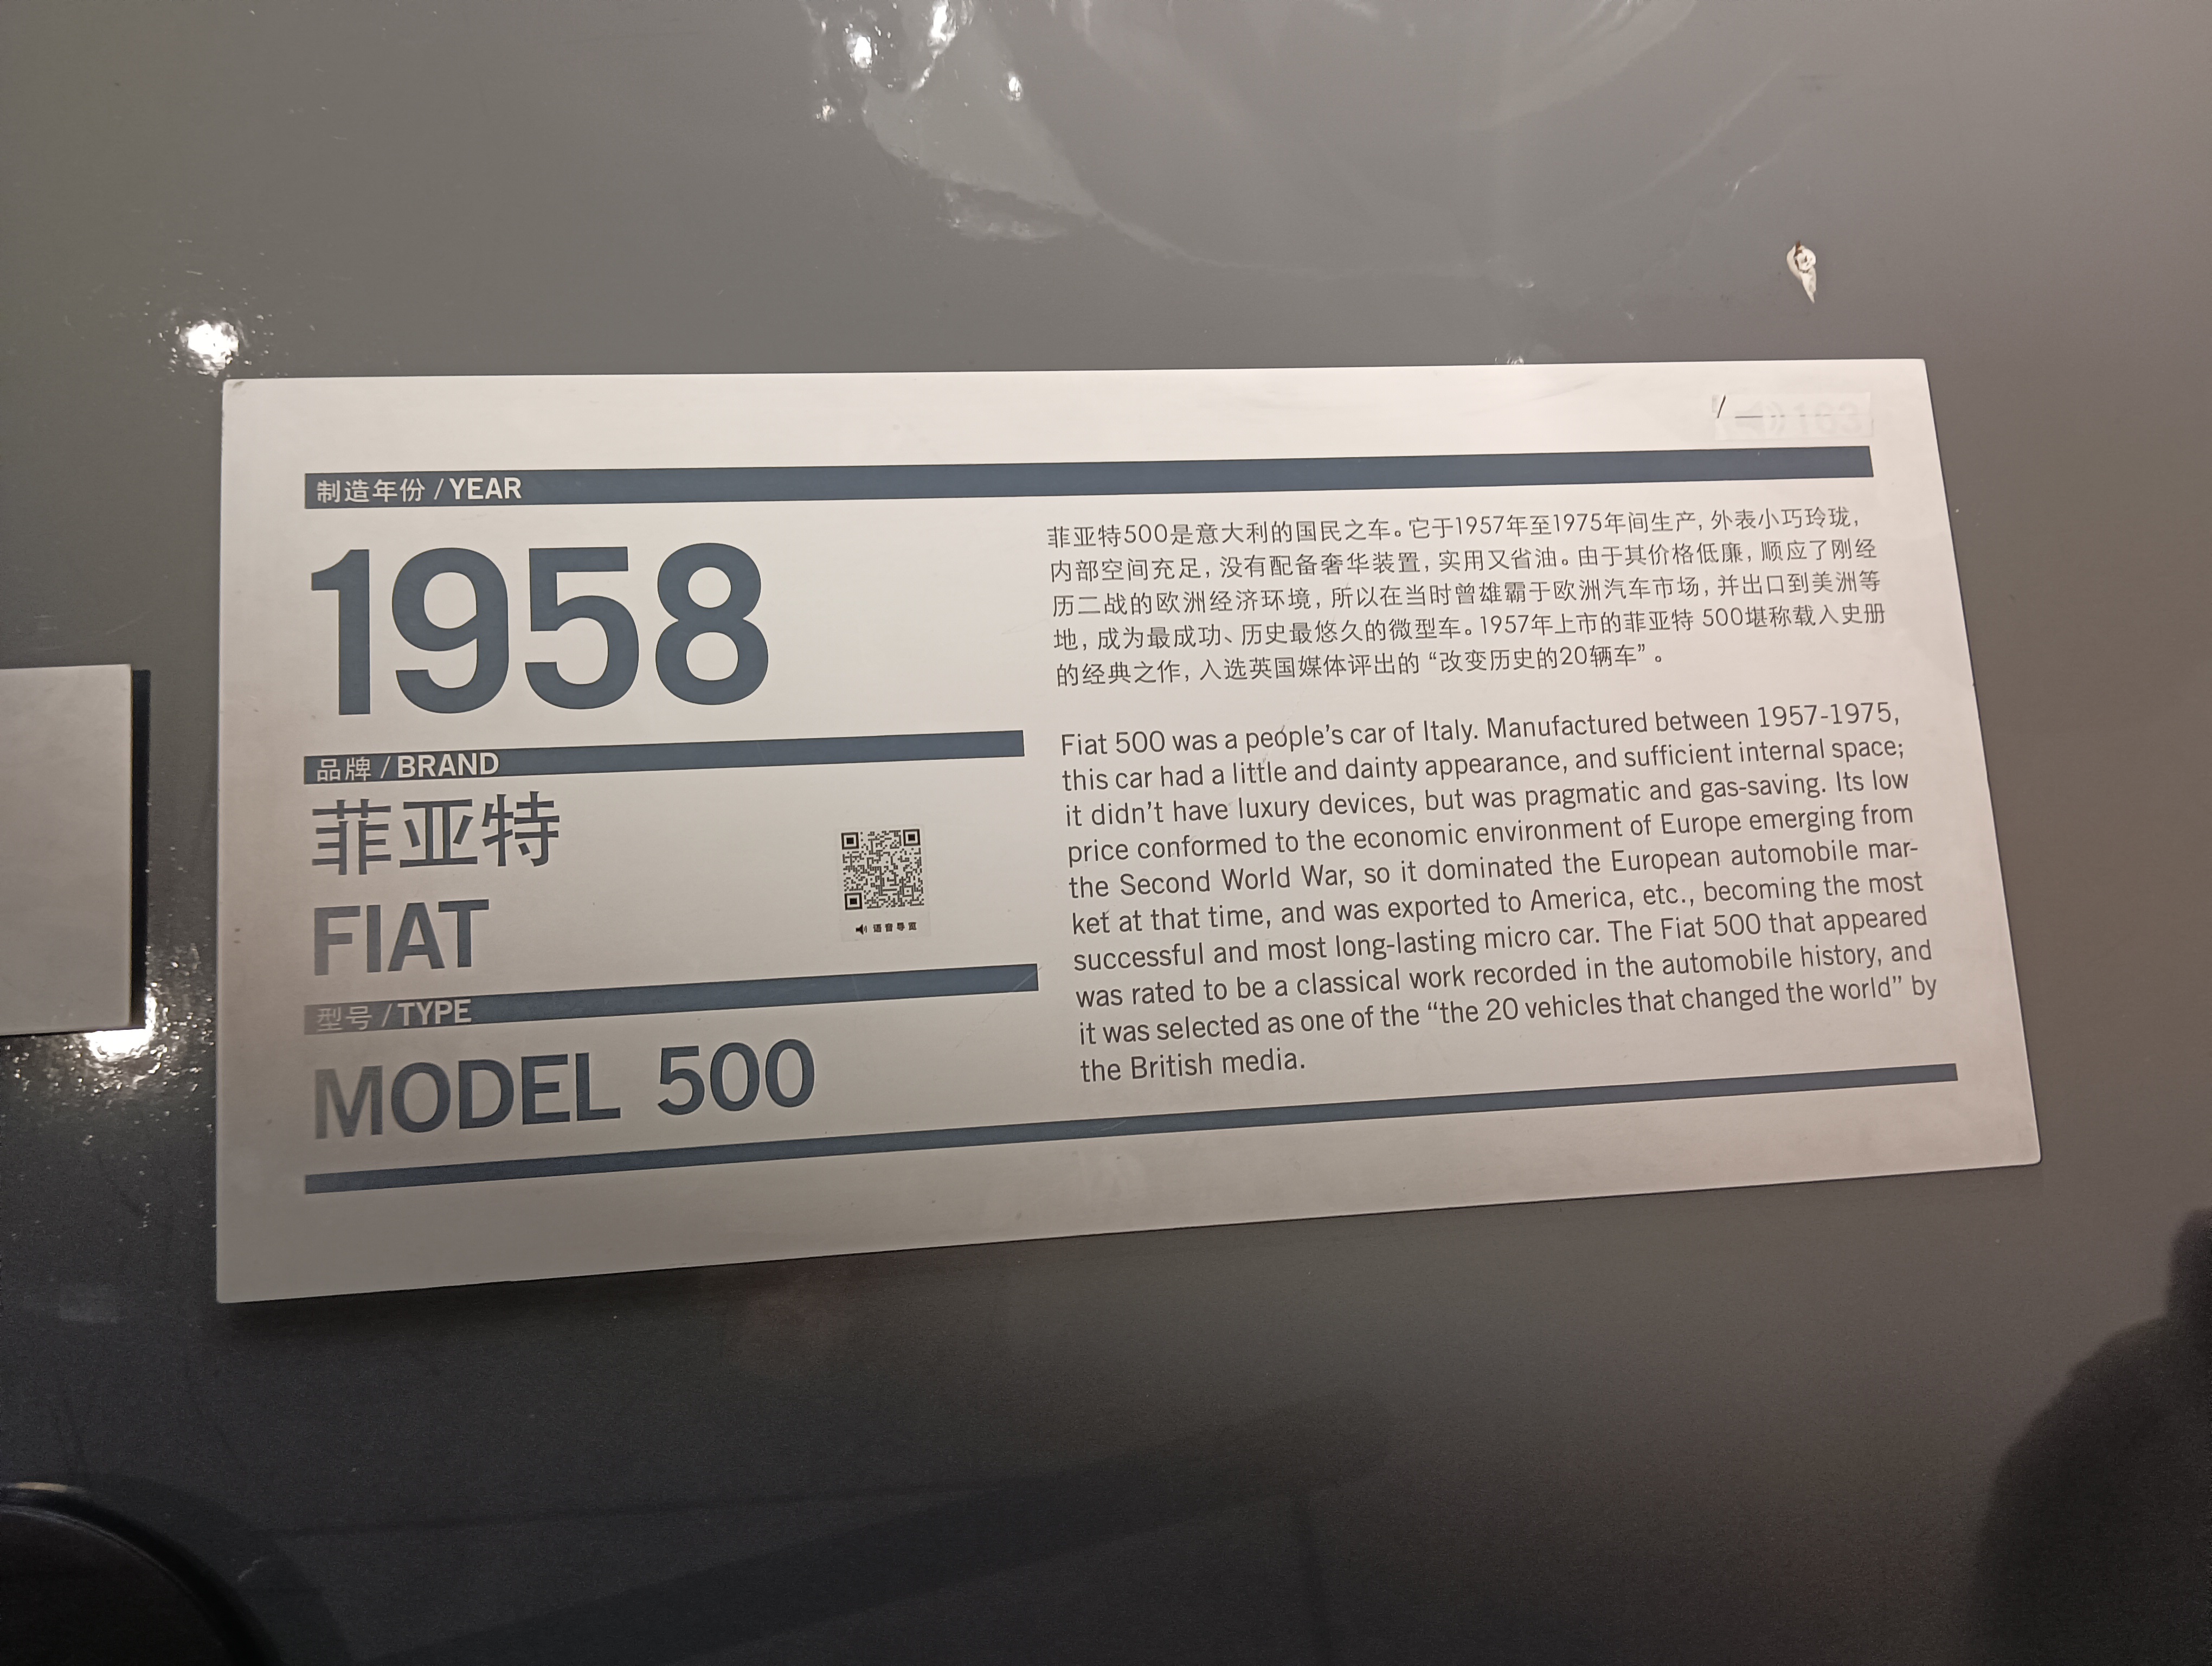 制造年份 / YEAR
1958
品牌 / BRAND
菲亚特
FIAT
语音导览
型号 / TYPE
MODEL 500
菲亚特500是意大利的国民之车。它于1957年至1975年间生产，外表小巧玲珑，
内部空间充足，没有配备奢华装置，实用又省油。由于其价格低廉，顺应了刚经
历二战的欧洲经济环境，所以在当时曾雄霸于欧洲汽车市场，并出口到美洲等
地，成为最成功、历史最悠久的微型车。1957年上市的菲亚特 500堪称载入史册
的经典之作，入选英国媒体评出的 “改变历史的20辆车” 。
Fiat 500 was a people’s car of Italy. Manufactured between 1957-1975,
this car had a little and dainty appearance, and sufficient internal space;
it didn’t have luxury devices, but was pragmatic and gas-saving. Its low
price conformed to the economic environment of Europe emerging from
the Second World War, so it dominated the European automobile mar-
ket at that time, and was exported to America, etc., becoming the most
successful and most long-lasting micro car. The Fiat 500 that appeared
was rated to be a classical work recorded in the automobile history, and
it was selected as one of the “the 20 vehicles that changed the world” by
the British media.